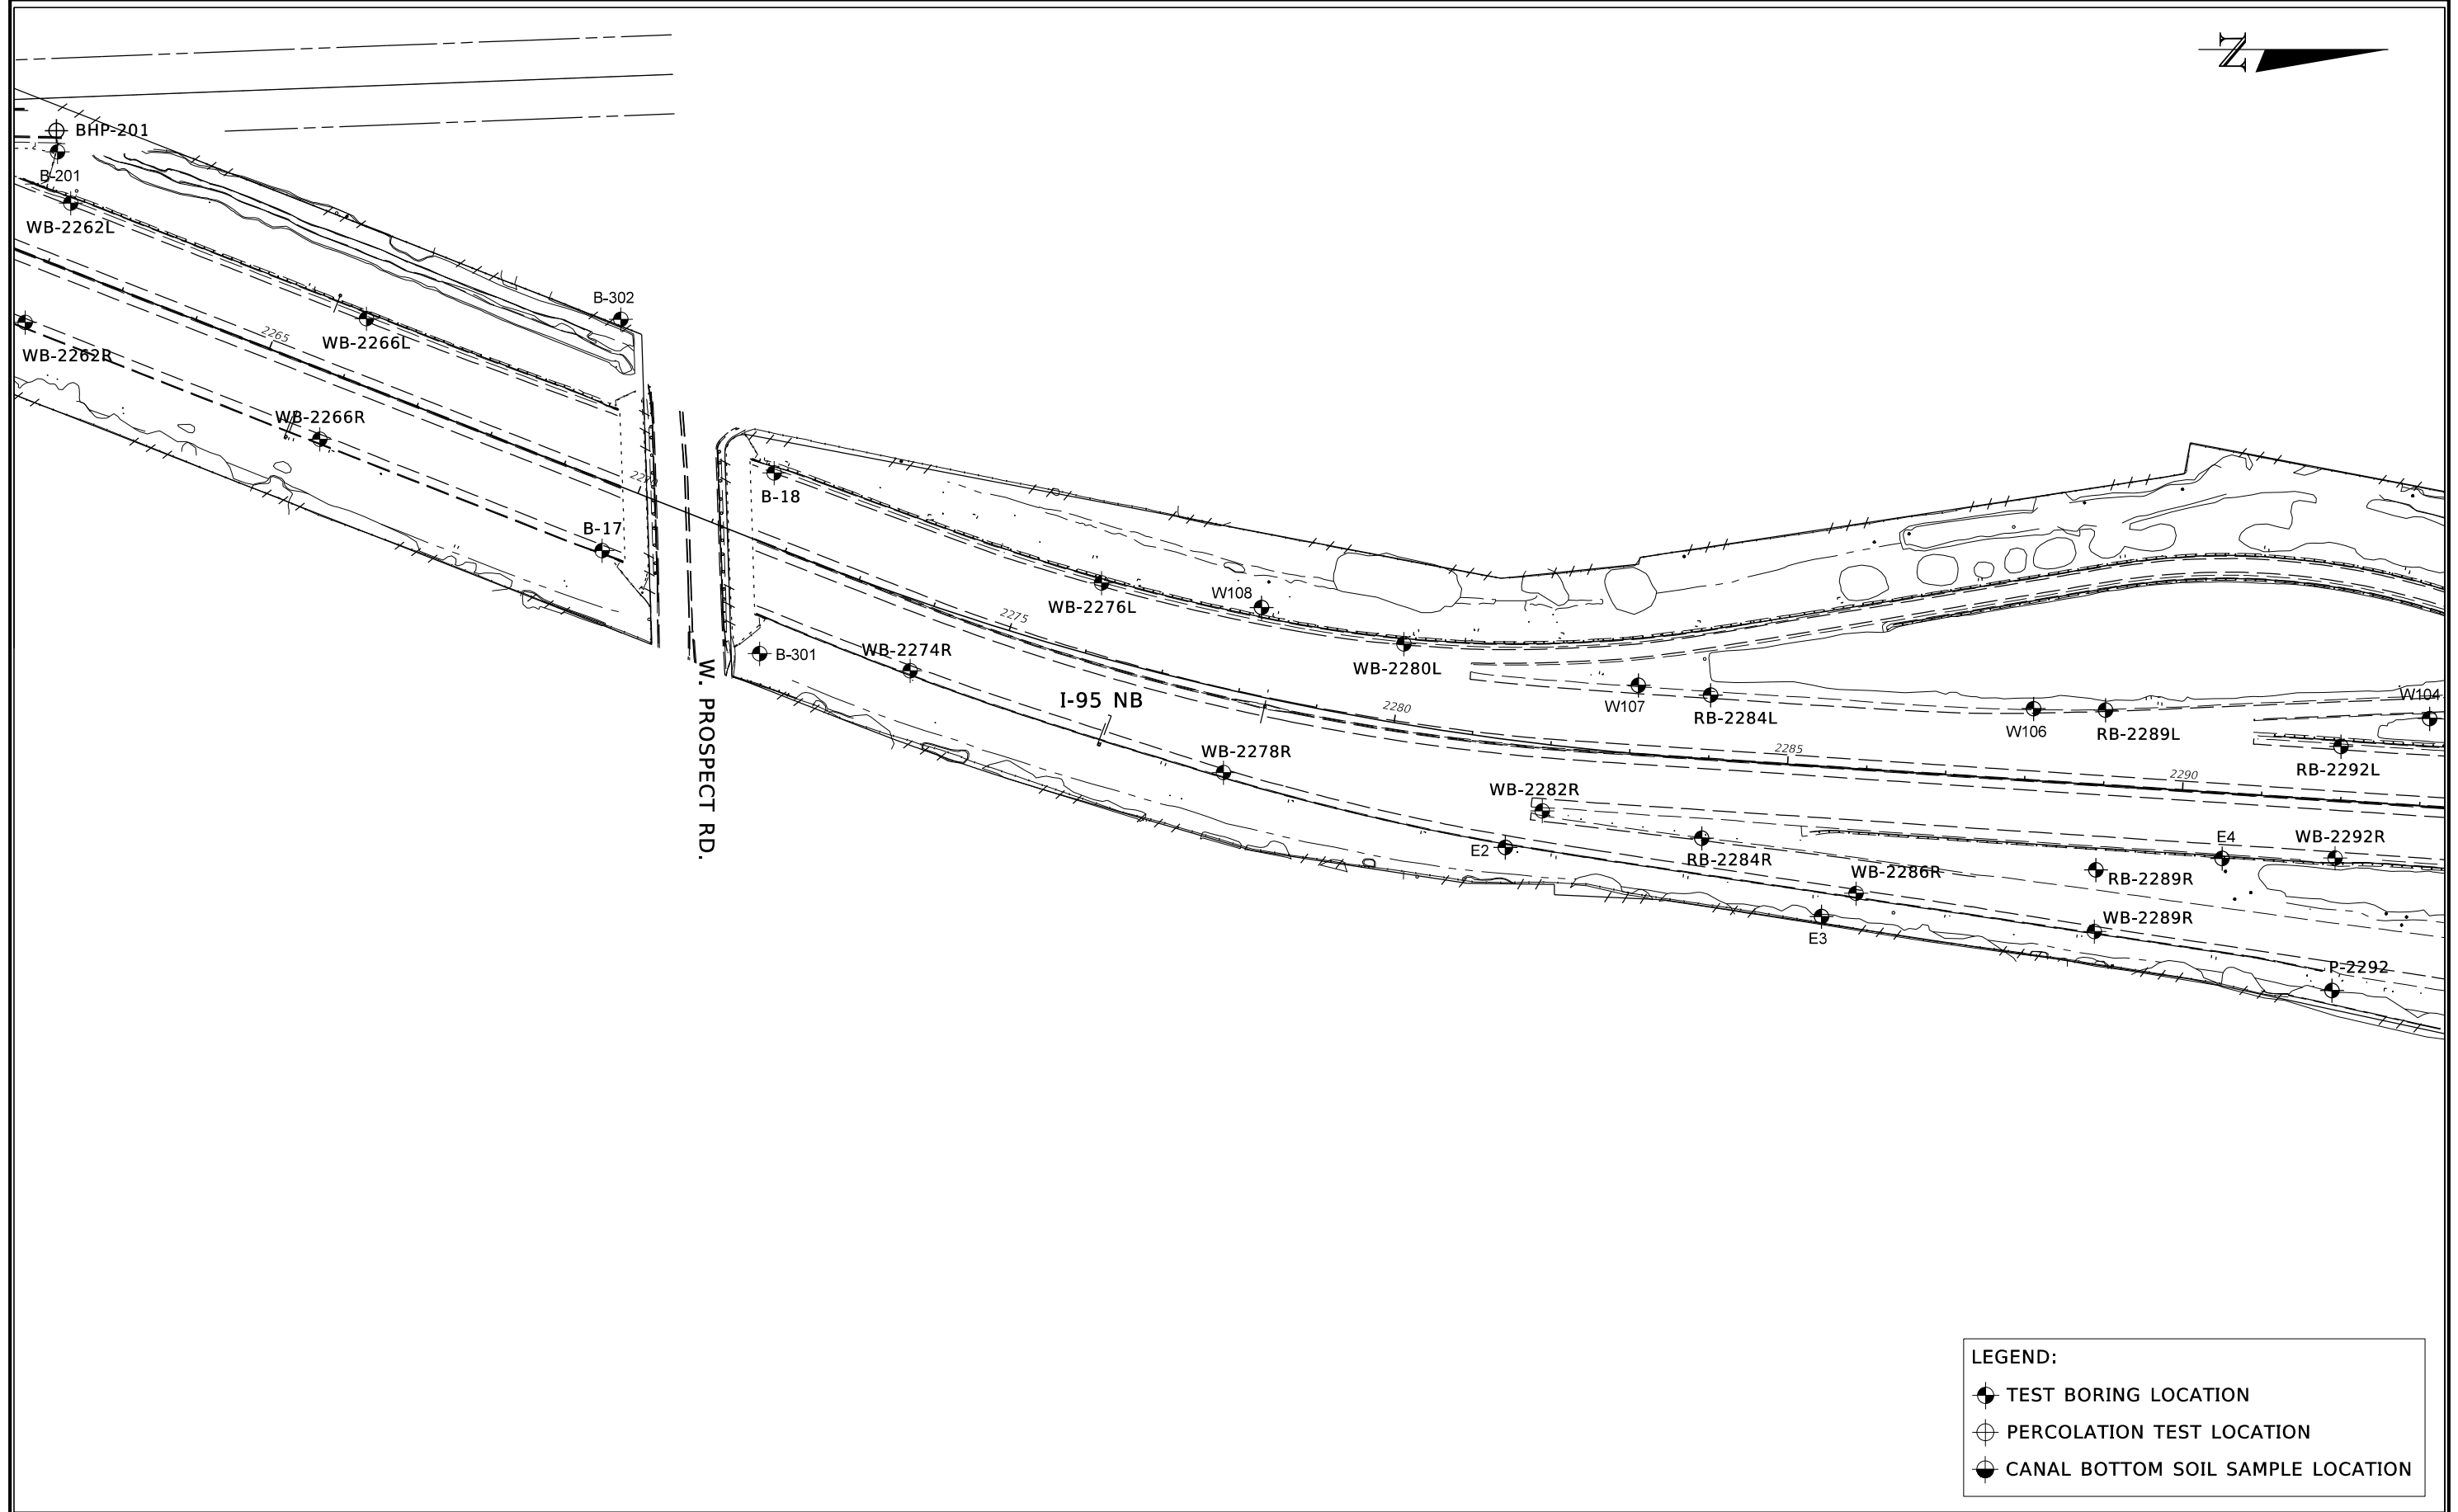 N
BHP-201
B-201
WB-2262L
B-302
2265
WB-2266L
WB-2262R
WB-2266R
B-18
B-17
W108
WB-2276L
2275
B-301
WB-2274R
WB-2280L
W. PROSPECT RD.
I-95 NB
2280
W107
RB-2284L
W106
RB-2289L
W104
WB-2278R
2285
RB-2292L
2290
WB-2282R
E2
RB-2284R
E4
WB-2292R
WB-2286R
RB-2289R
E3
WB-2289R
P-2292
LEGEND:
TEST BORING LOCATION
PERCOLATION TEST LOCATION
CANAL BOTTOM SOIL SAMPLE LOCATION